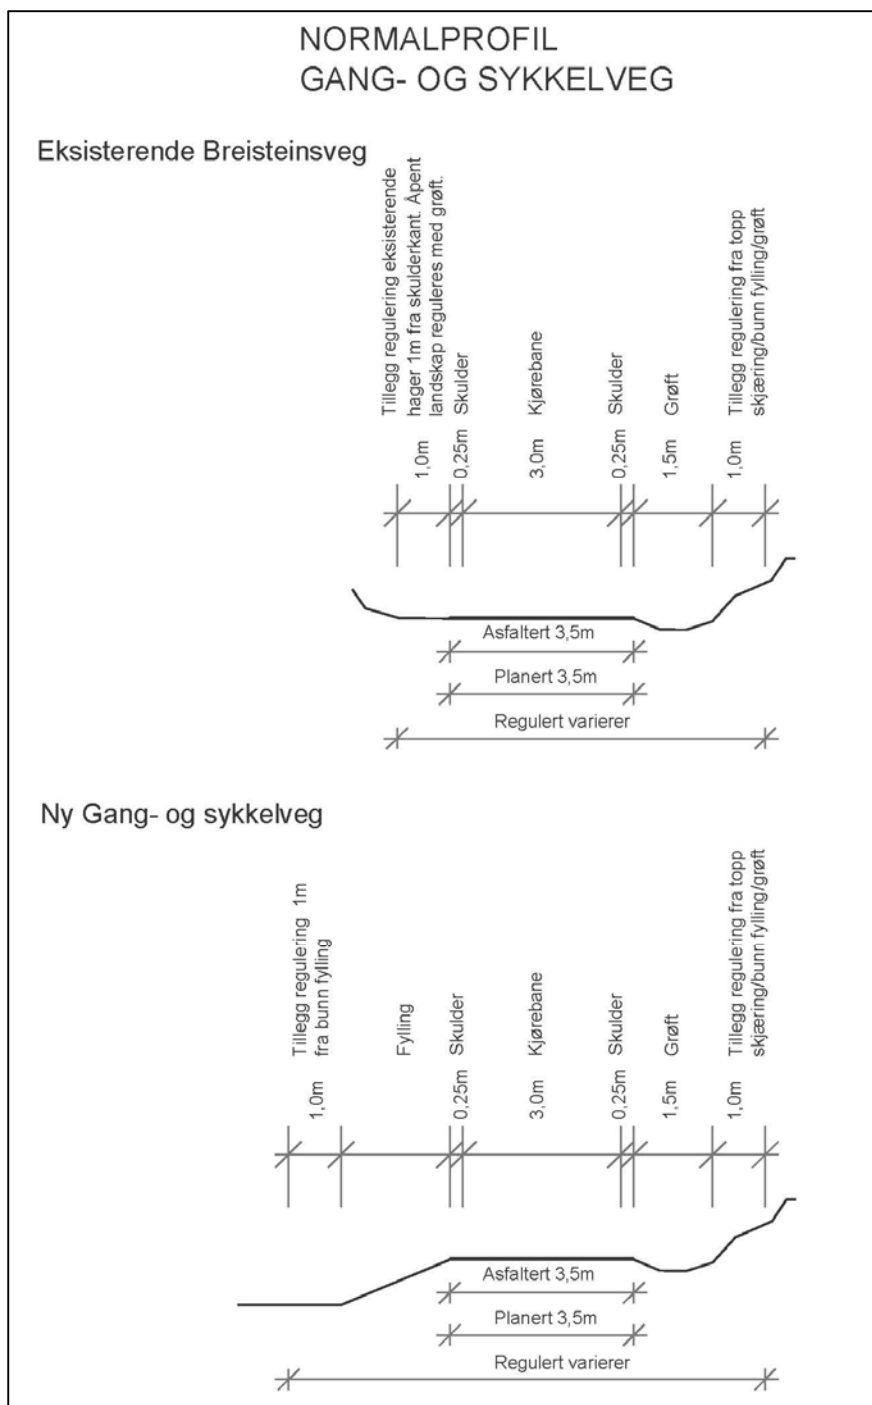 NORMALPROFIL
GANG- OG SYKKELVEG
Eksisterende Breisteinsveg
Tillegg regulering eksisterende
hager 1m fra skulderkant. Åpent
landskap reguleres med grøft.
Skulder
Kjørebane
Skulder
Grøft
Tillegg regulering fra topp
skjæring/bunn fylling/grøft
1,0m
0,25m
3,0m
0,25m
1,5m
1,0m
Asfaltert 3,5m
Planert 3,5m
Regulert varierer
Ny Gang- og sykkelveg
Tillegg regulering 1m
fra bunn fylling
Fylling
Skulder
Kjørebane
Skulder
Grøft
Tillegg regulering fra topp
skjæring/bunn fylling/grøft
1,0m
0,25m
3,0m
0,25m
1,5m
1,0m
Asfaltert 3,5m
Planert 3,5m
Regulert varierer